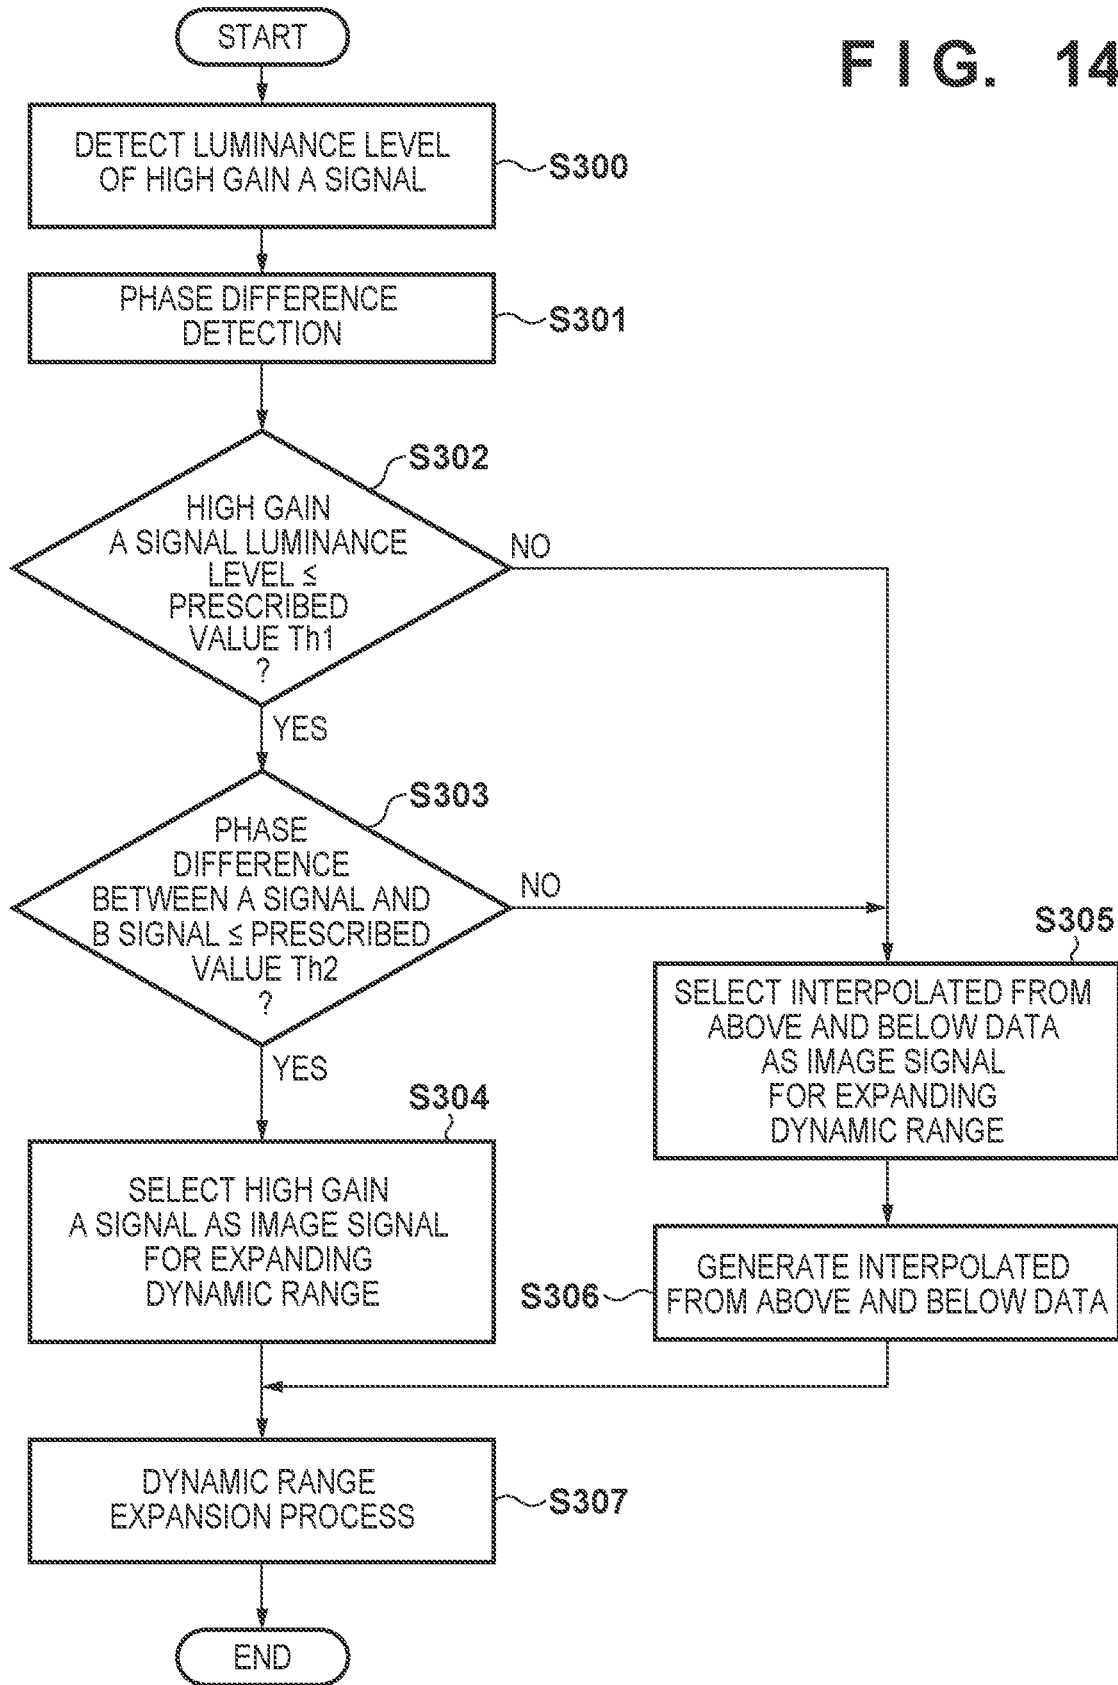 START
F I G. 14
DETECT LUMINANCE LEVEL
OF HIGH GAIN A SIGNAL
S300
PHASE DIFFERENCE
DETECTION
S301
S302
HIGH GAIN
A SIGNAL LUMINANCE
LEVEL ≤
PRESCRIBED
VALUE Th1
?
NO
YES
S303
PHASE
DIFFERENCE
BETWEEN A SIGNAL AND
B SIGNAL ≤ PRESCRIBED
VALUE Th2
?
NO
YES
S305
SELECT INTERPOLATED FROM
ABOVE AND BELOW DATA
AS IMAGE SIGNAL
FOR EXPANDING
DYNAMIC RANGE
S304
SELECT HIGH GAIN
A SIGNAL AS IMAGE SIGNAL
FOR EXPANDING
DYNAMIC RANGE
S306
GENERATE INTERPOLATED
FROM ABOVE AND BELOW DATA
DYNAMIC RANGE
EXPANSION PROCESS
S307
END